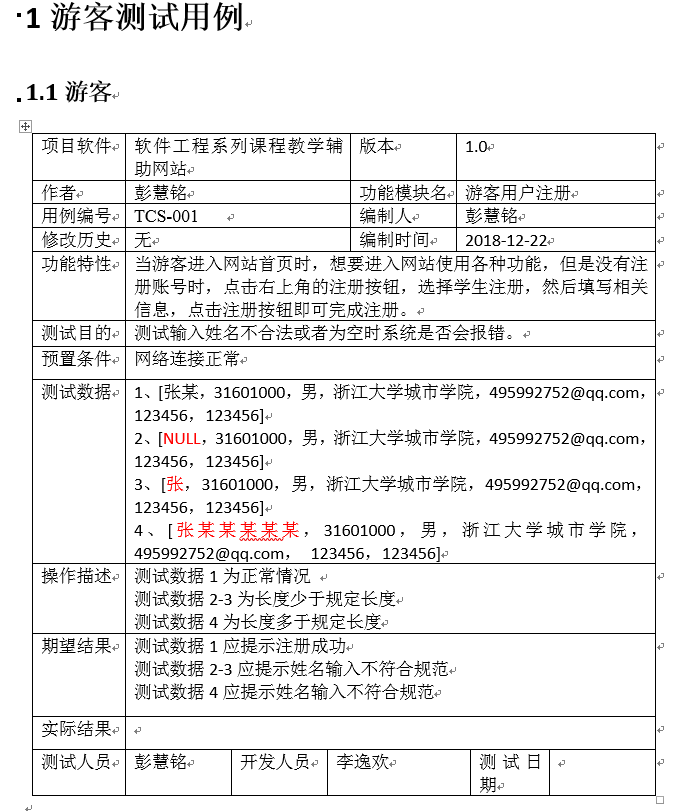 1 游客测试用例
1.1 游客
项目软件 软件工程系列课程教学辅 版本 1.0
助网站
作者 彭慧铭 功能模块名 游客用户注册
用例编号 TCS-001 编制人 彭慧铭
修改历史 无 编制时间 2018-12-22
功能特性 当游客进入网站首页时，想要进入网站使用各种功能，但是没有注
册账号时，点击右上角的注册按钮，选择学生注册，然后填写相关
信息，点击注册按钮即可完成注册。
测试目的 测试输入姓名不合法或者为空时系统是否会报错。
预置条件 网络连接正常
测试数据 1、[张某，31601000，男，浙江大学城市学院，495992752@qq.com，
123456，123456]
2、[NULL，31601000，男，浙江大学城市学院，495992752@qq.com，
123456，123456]
3、[张，31601000，男，浙江大学城市学院，495992752@qq.com，
123456，123456]
4、[张某某某某某，31601000，男，浙江大学城市学院，
495992752@qq.com， 123456，123456]
操作描述 测试数据 1 为正常情况
测试数据 2-3 为长度少于规定长度
测试数据 4 为长度多于规定长度
期望结果 测试数据 1 应提示注册成功
测试数据 2-3 应提示姓名输入不符合规范
测试数据 4 应提示姓名输入不符合规范
实际结果
测试人员 彭慧铭 开发人员 李逸欢 测试日
期